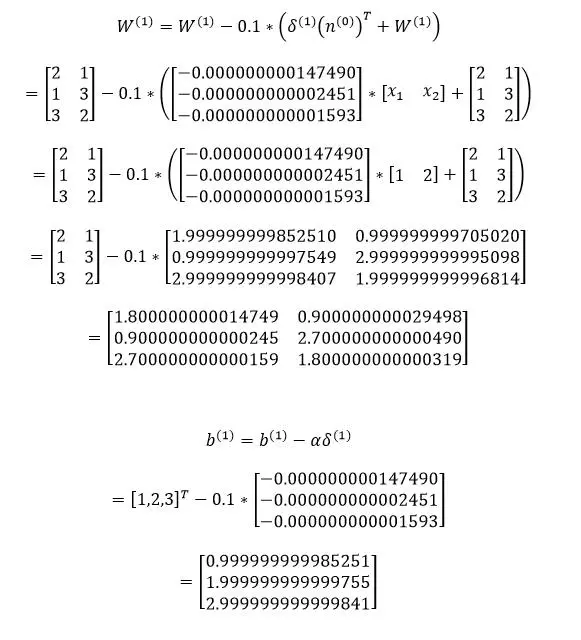 W⁽¹⁾ = W⁽¹⁾ − 0.1 * (δ⁽¹⁾(n⁽⁰⁾)ᵀ + W⁽¹⁾)
= [2 1; 1 3; 3 2] − 0.1 * ([−0.000000000147490; −0.000000000002451; −0.000000000001593] * [x₁ x₂] + [2 1; 1 3; 3 2])
= [2 1; 1 3; 3 2] − 0.1 * ([−0.000000000147490; −0.000000000002451; −0.000000000001593] * [1 2] + [2 1; 1 3; 3 2])
= [2 1; 1 3; 3 2] − 0.1 * [1.999999999852510 0.999999999705020; 0.999999999997549 2.999999999995098; 2.999999999998407 1.999999999996814]
= [1.800000000014749 0.900000000029498; 0.900000000000245 2.700000000000490; 2.700000000000159 1.800000000000319]
b⁽¹⁾ = b⁽¹⁾ − αδ⁽¹⁾
= [1,2,3]ᵀ − 0.1 * [−0.000000000147490; −0.000000000002451; −0.000000000001593]
= [0.999999999985251; 1.999999999999755; 2.999999999999841]